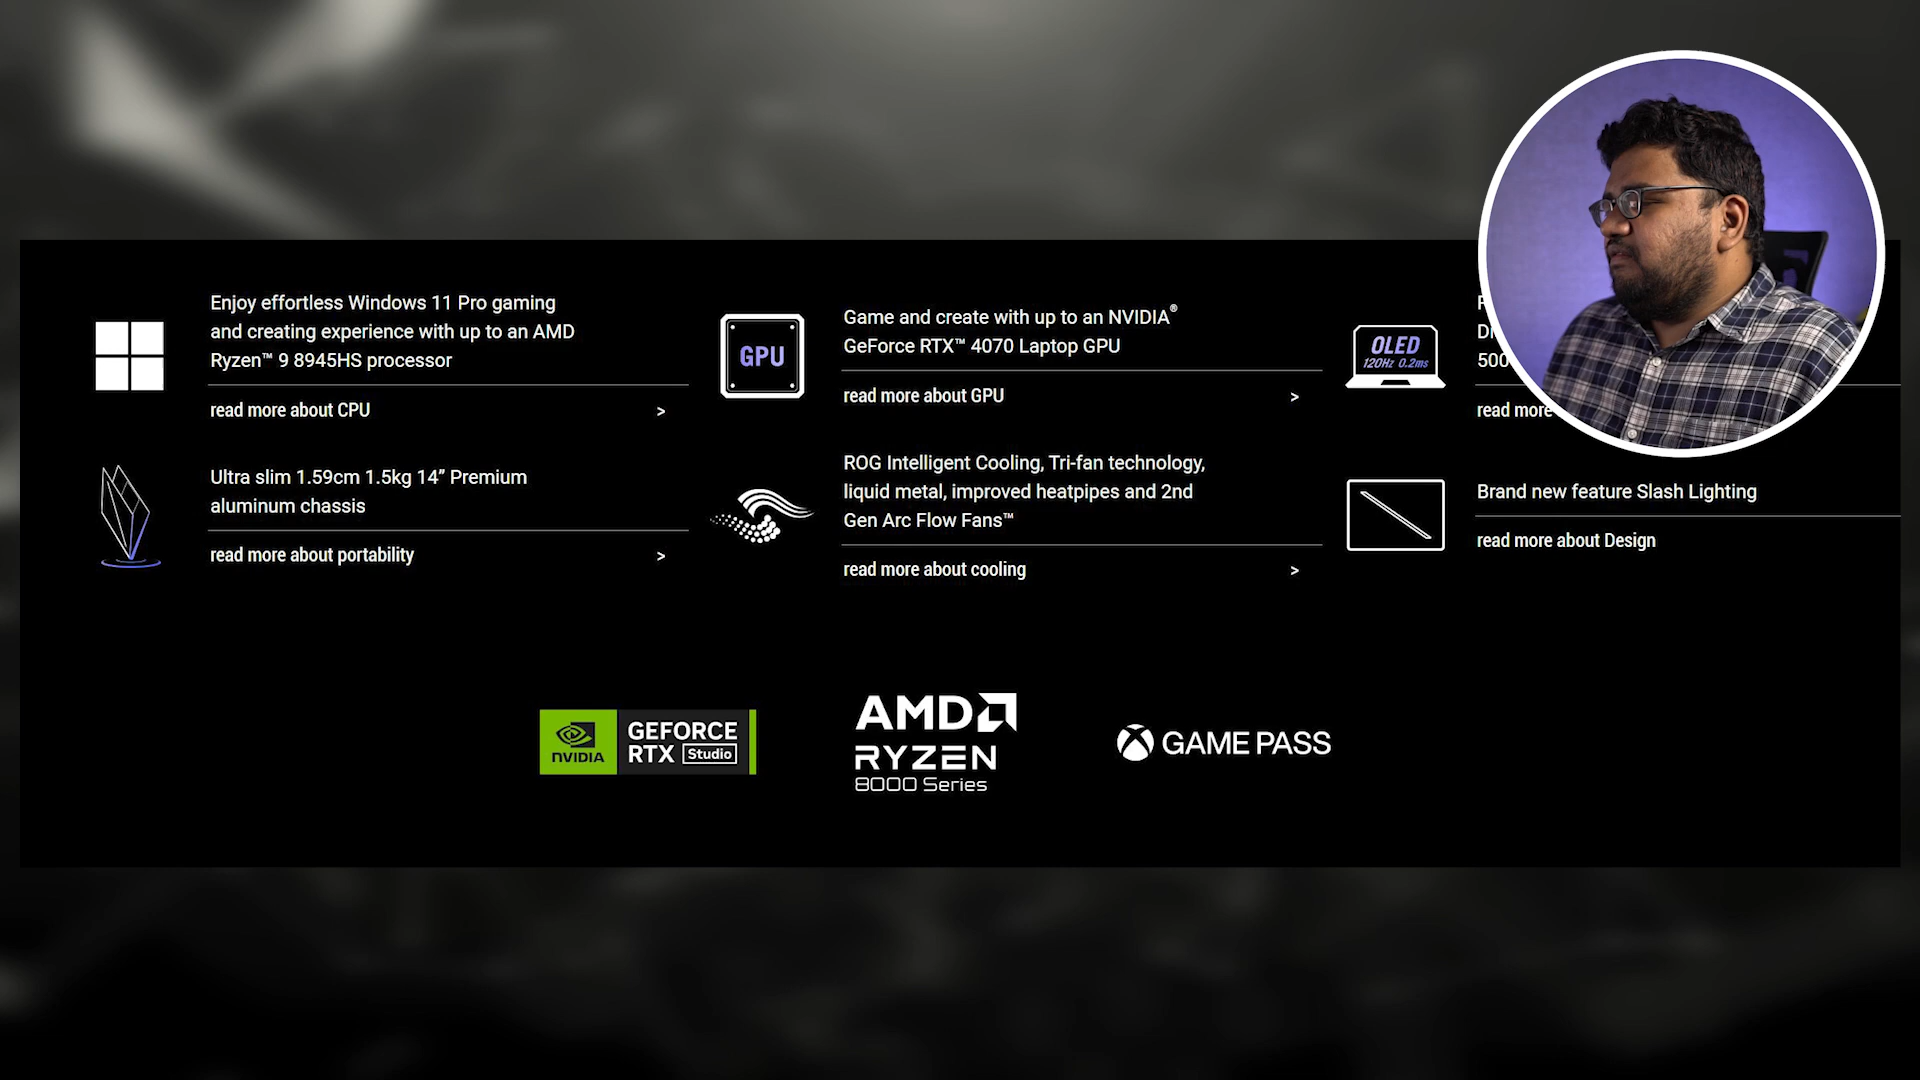 Enjoy effortless Windows 11 Pro gaming
and creating experience with up to an AMD
Ryzen™ 9 8945HS processor
read more about CPU >
GPU
Game and create with up to an NVIDIA®
GeForce RTX™ 4070 Laptop GPU
read more about GPU >
OLED
120Hz 0.2ms
500
read more
Ultra slim 1.59cm 1.5kg 14” Premium
aluminum chassis
read more about portability >
ROG Intelligent Cooling, Tri-fan technology,
liquid metal, improved heatpipes and 2nd
Gen Arc Flow Fans™
read more about cooling >
Brand new feature Slash Lighting
read more about Design
NVIDIA
GEFORCE
RTX Studio
AMD
RYZEN
8000 Series
GAME PASS